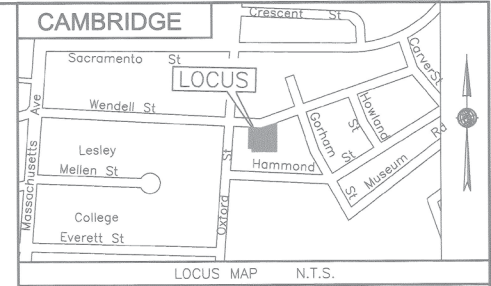 CAMBRIDGE
Crescent St
Sacramento St
Carver St
LOCUS
Massachusetts Ave
Wendell St
Gorham St
Howland
Lesley
Mellen St
Oxford St
Hammond St
Museum Rd
College
Everett St
LOCUS MAP N.T.S.